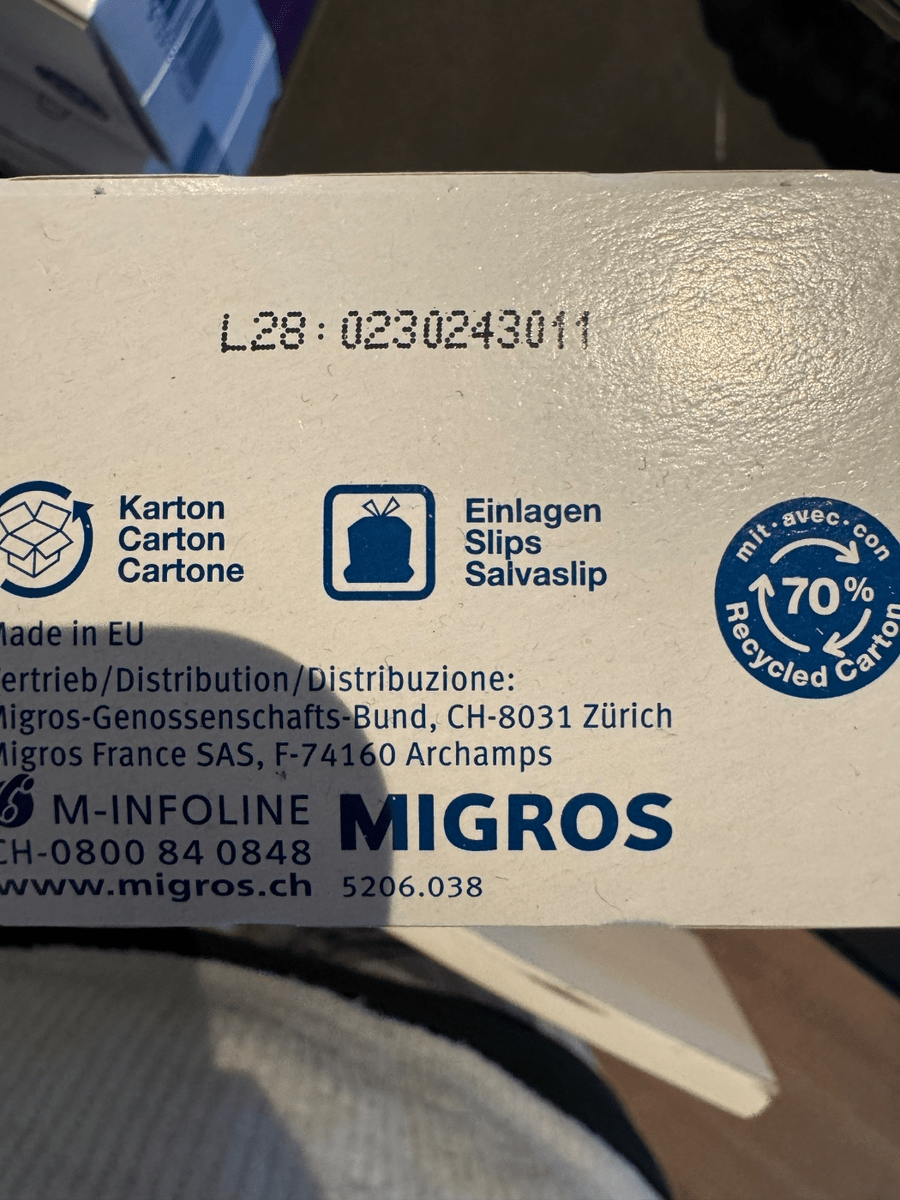 L28:0230243011
Karton
Carton
Cartone
Einlagen
Slips
Salvaslip
mit · avec · con
70%
Recycled Carton
Made in EU
Vertrieb/Distribution/Distribuzione:
Migros-Genossenschafts-Bund, CH-8031 Zürich
Migros France SAS, F-74160 Archamps
M-INFOLINE
CH-0800 84 0848
www.migros.ch
MIGROS
5206.038